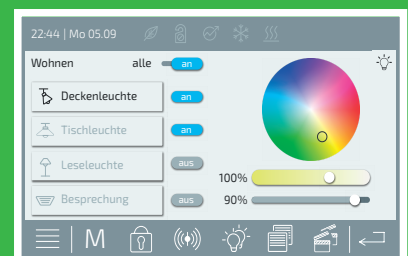 22:44 | Mo 05.09
Wohnen alle an
Deckenleuchte an
Tischleuchte an
Leseleuchte aus
100%
Besprechung aus
90%
M